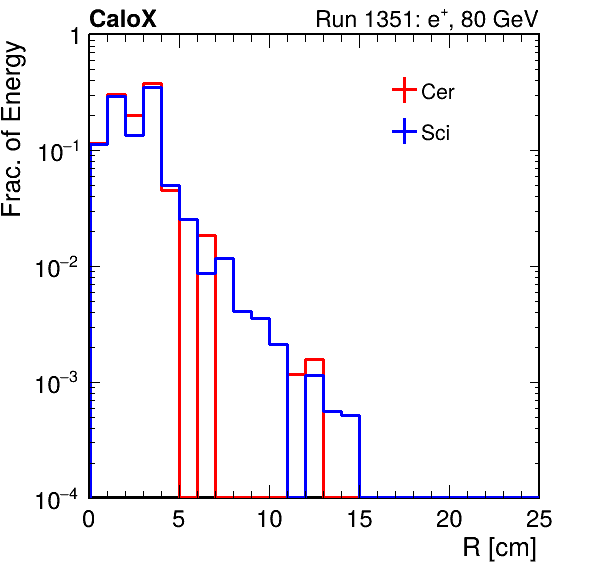 CaloX Run 1351: e⁺, 80 GeV
Frac. of Energy
1
10⁻¹
10⁻²
10⁻³
10⁻⁴
Cer
Sci
0 5 10 15 20 25
R [cm]